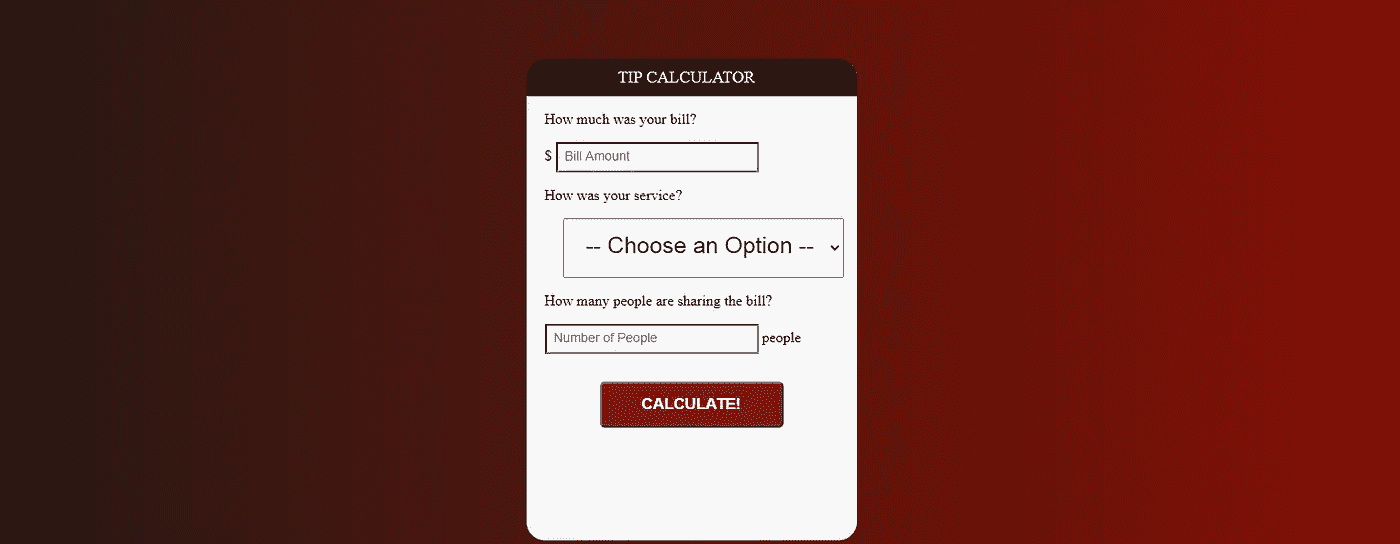 TIP CALCULATOR
How much was your bill?
$ Bill Amount
How was your service?
-- Choose an Option --
How many people are sharing the bill?
Number of People people
CALCULATE!